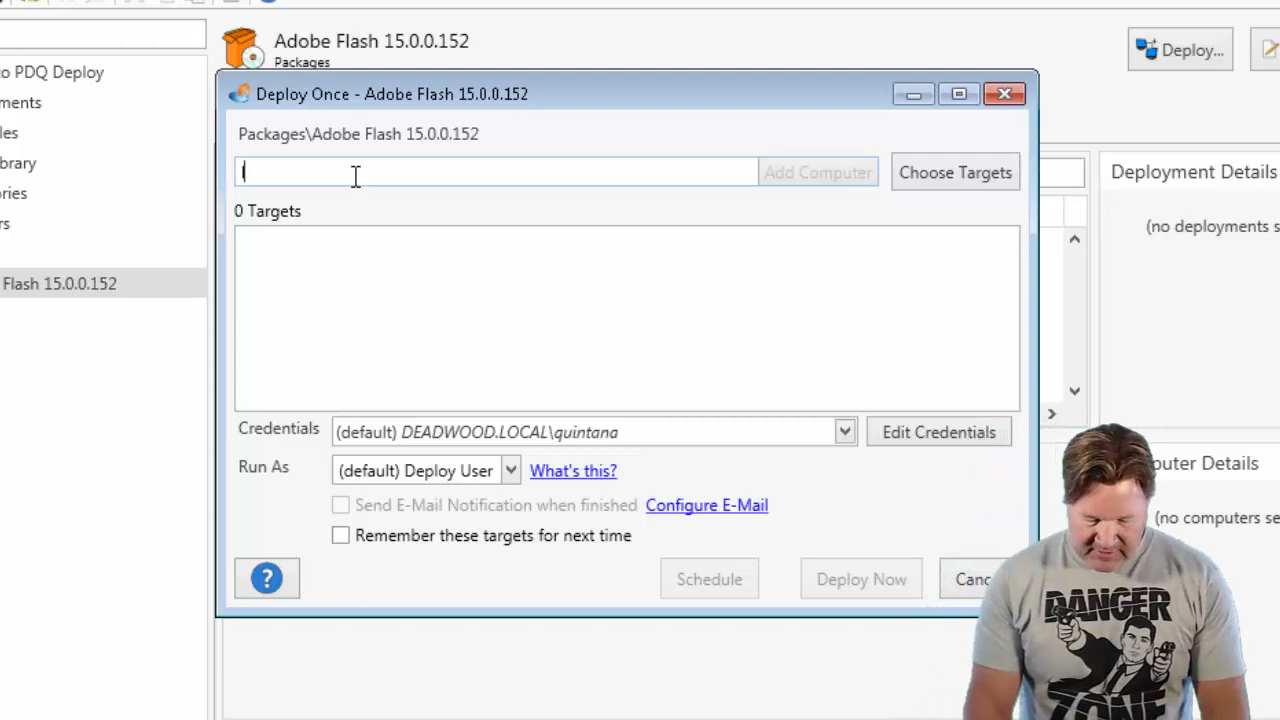 Adobe Flash 15.0.0.152
Packages
Deploy...
o PDQ Deploy
ments
les
brary
ries
rs
Flash 15.0.0.152
Deploy Once - Adobe Flash 15.0.0.152
Packages\Adobe Flash 15.0.0.152
Add Computer
Choose Targets
0 Targets
Credentials
(default) DEADWOOD.LOCAL\quintana
Edit Credentials
Run As
(default) Deploy User
What's this?
Send E-Mail Notification when finished
Configure E-Mail
Remember these targets for next time
?
Schedule
Deploy Now
Canc
Deployment Details
(no deployments s
puter Details
(no computers se
DANGER
ZONE